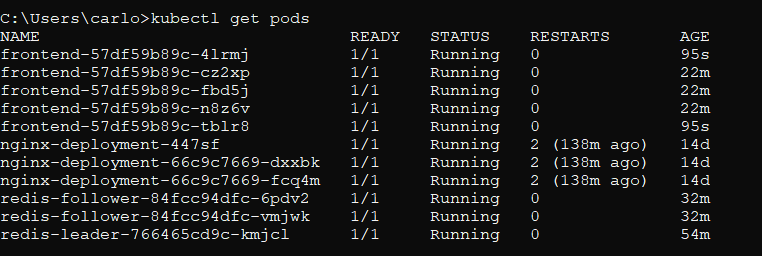 C:\Users\carlo>kubectl get pods
NAME READY STATUS RESTARTS AGE
frontend-57df59b89c-4lrmj 1/1 Running 0 95s
frontend-57df59b89c-cz2xp 1/1 Running 0 22m
frontend-57df59b89c-fbd5j 1/1 Running 0 22m
frontend-57df59b89c-n8z6v 1/1 Running 0 22m
frontend-57df59b89c-tblr8 1/1 Running 0 95s
nginx-deployment-447sf 1/1 Running 2 (138m ago) 14d
nginx-deployment-66c9c7669-dxxbk 1/1 Running 2 (138m ago) 14d
nginx-deployment-66c9c7669-fcq4m 1/1 Running 2 (138m ago) 14d
redis-follower-84fcc94dfc-6pdv2 1/1 Running 0 32m
redis-follower-84fcc94dfc-vmjwk 1/1 Running 0 32m
redis-leader-766465cd9c-kmjcl 1/1 Running 0 54m